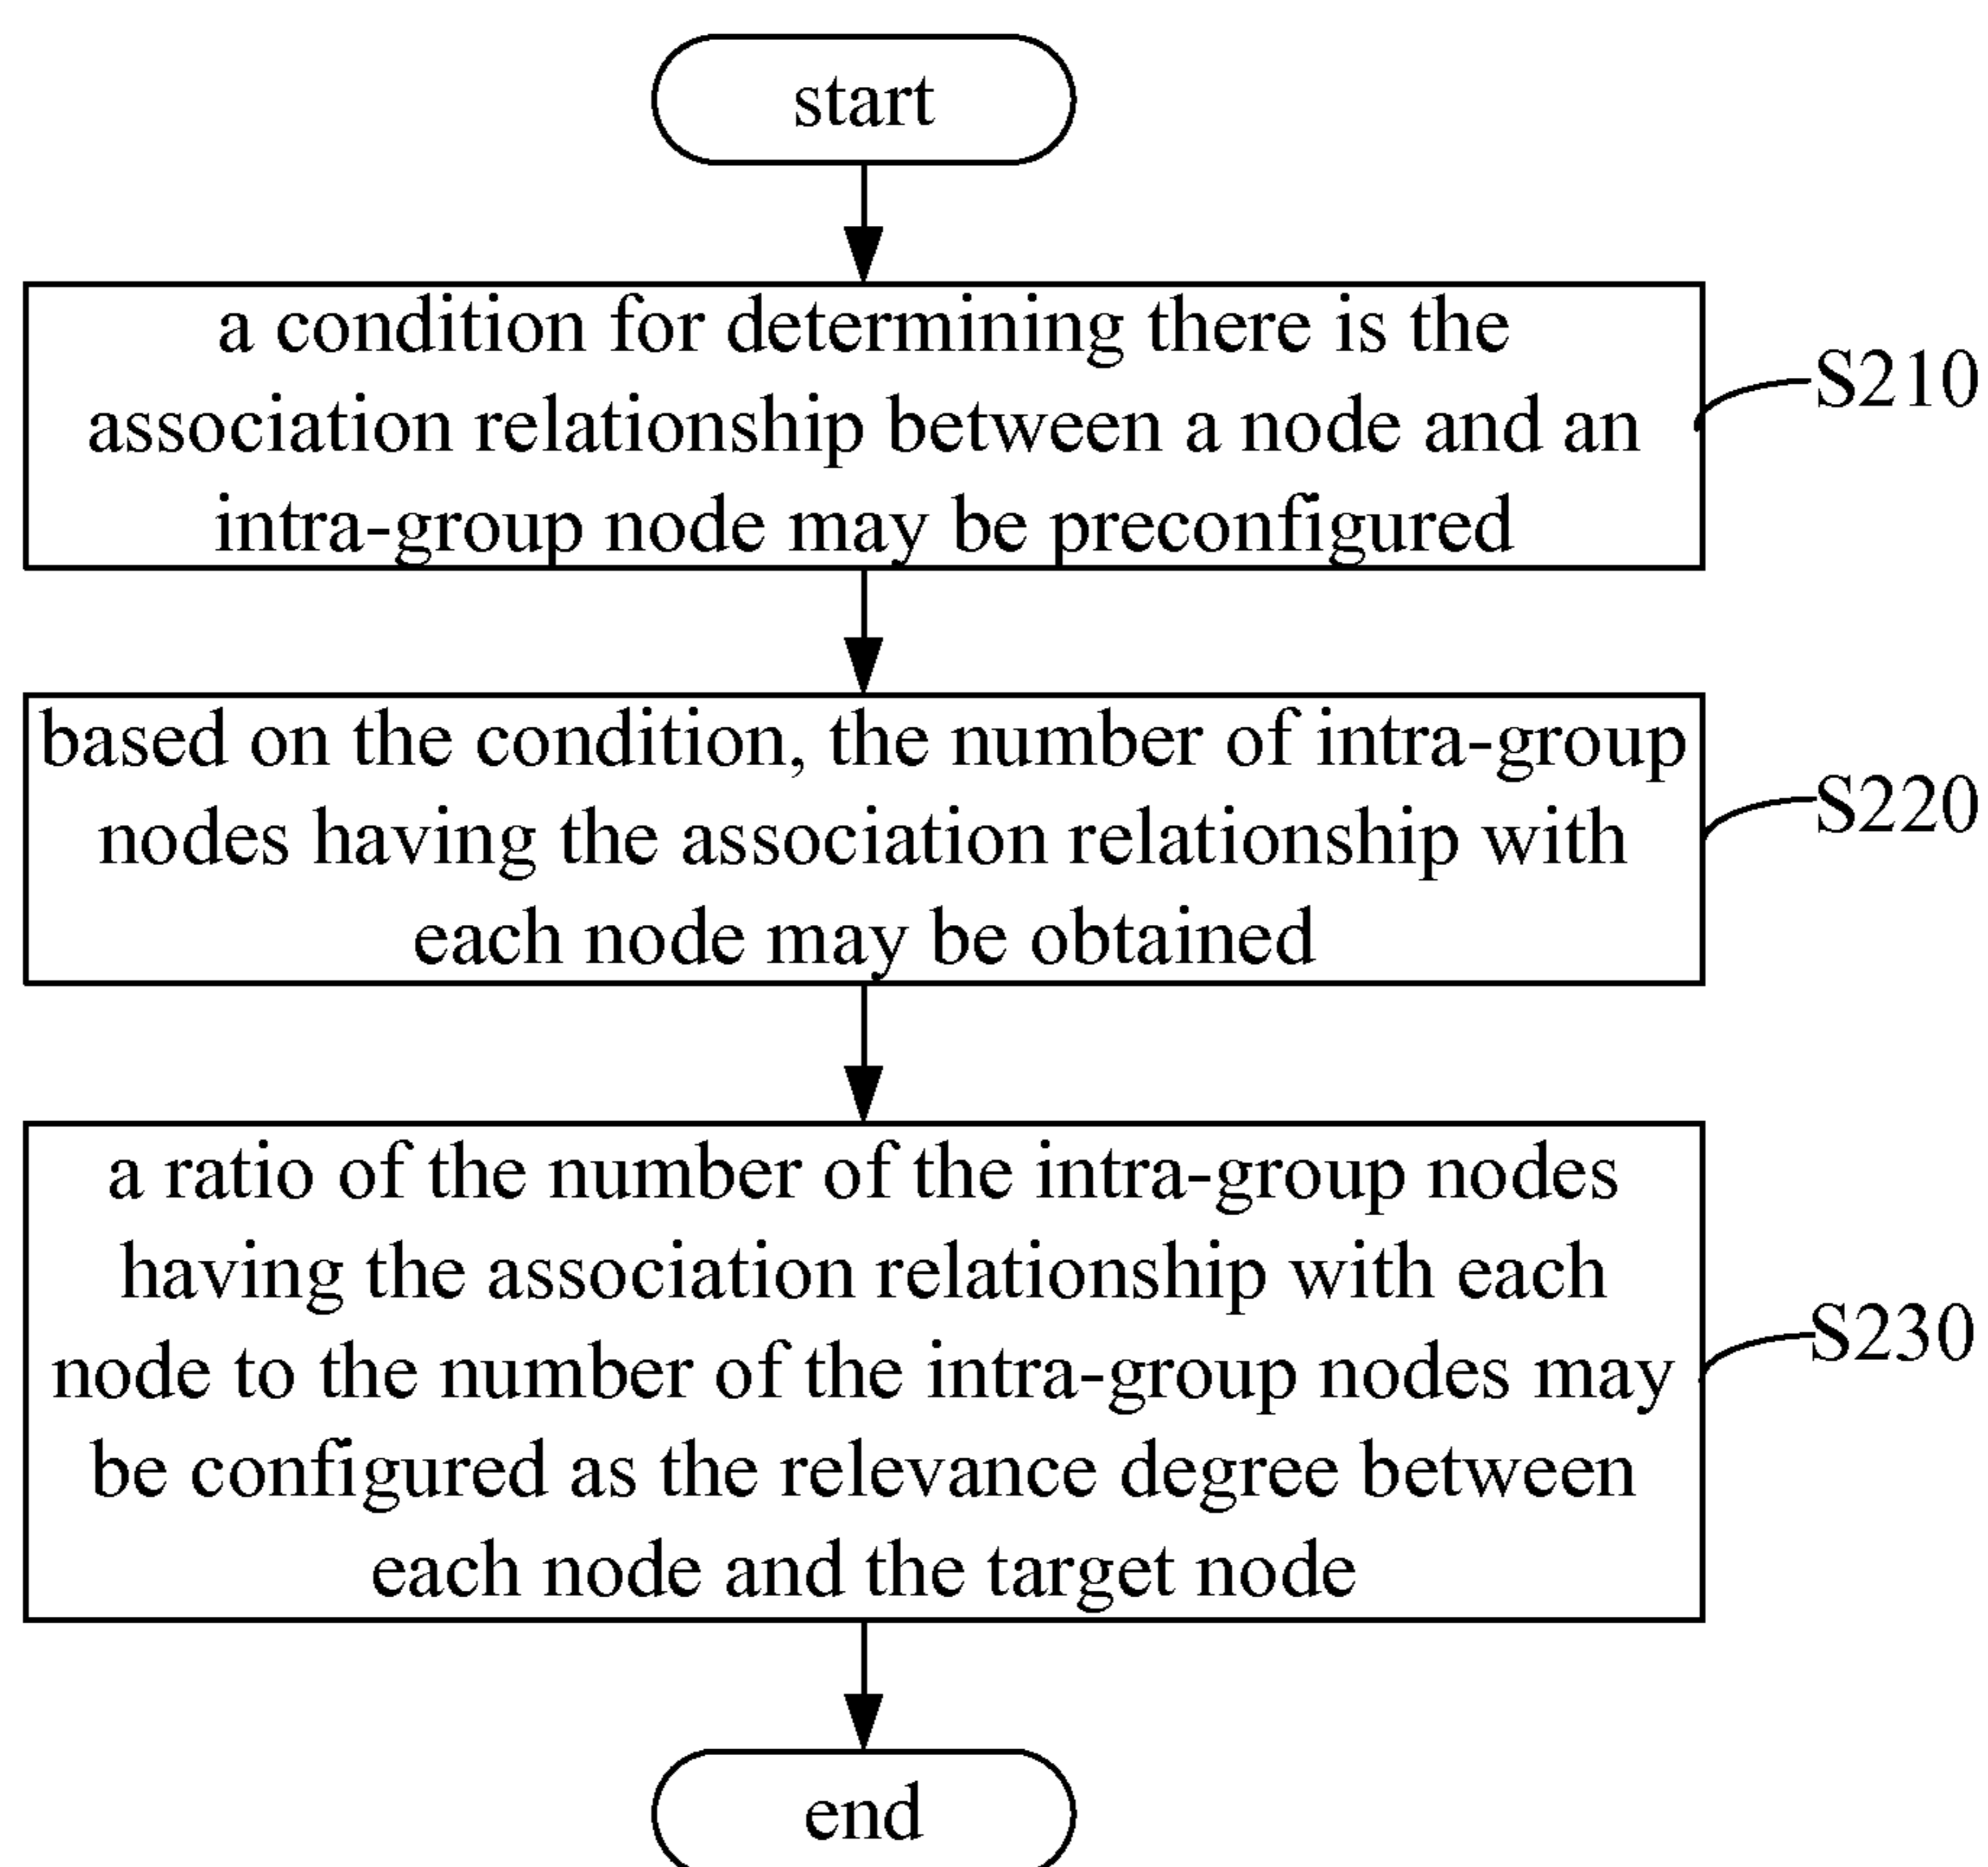 start
a condition for determining there is the
association relationship between a node and an
intra-group node may be preconfigured
S210
based on the condition, the number of intra-group
nodes having the association relationship with
each node may be obtained
S220
a ratio of the number of the intra-group nodes
having the association relationship with each
node to the number of the intra-group nodes may
be configured as the relevance degree between
each node and the target node
S230
end